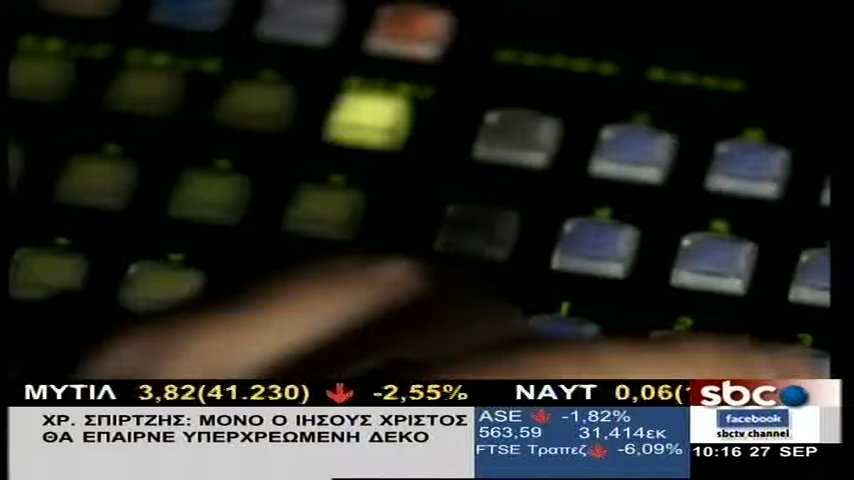 ΜΥΤΙΛ 3,82(41.230) -2,55% ΝΑΥΤ 0,06(
sbc
ΧΡ. ΣΠΙΡΤΖΗΣ: ΜΟΝΟ Ο ΙΗΣΟΥΣ ΧΡΙΣΤΟΣ
ΘΑ ΕΠΑΙΡΝΕ ΥΠΕΡΧΡΕΩΜΕΝΗ ΔΕΚΟ
ASE -1,82%
563,59 31,414εκ
FTSE Τραπεζ -6,09%
facebook
sbctv channel
10:16 27 SEP